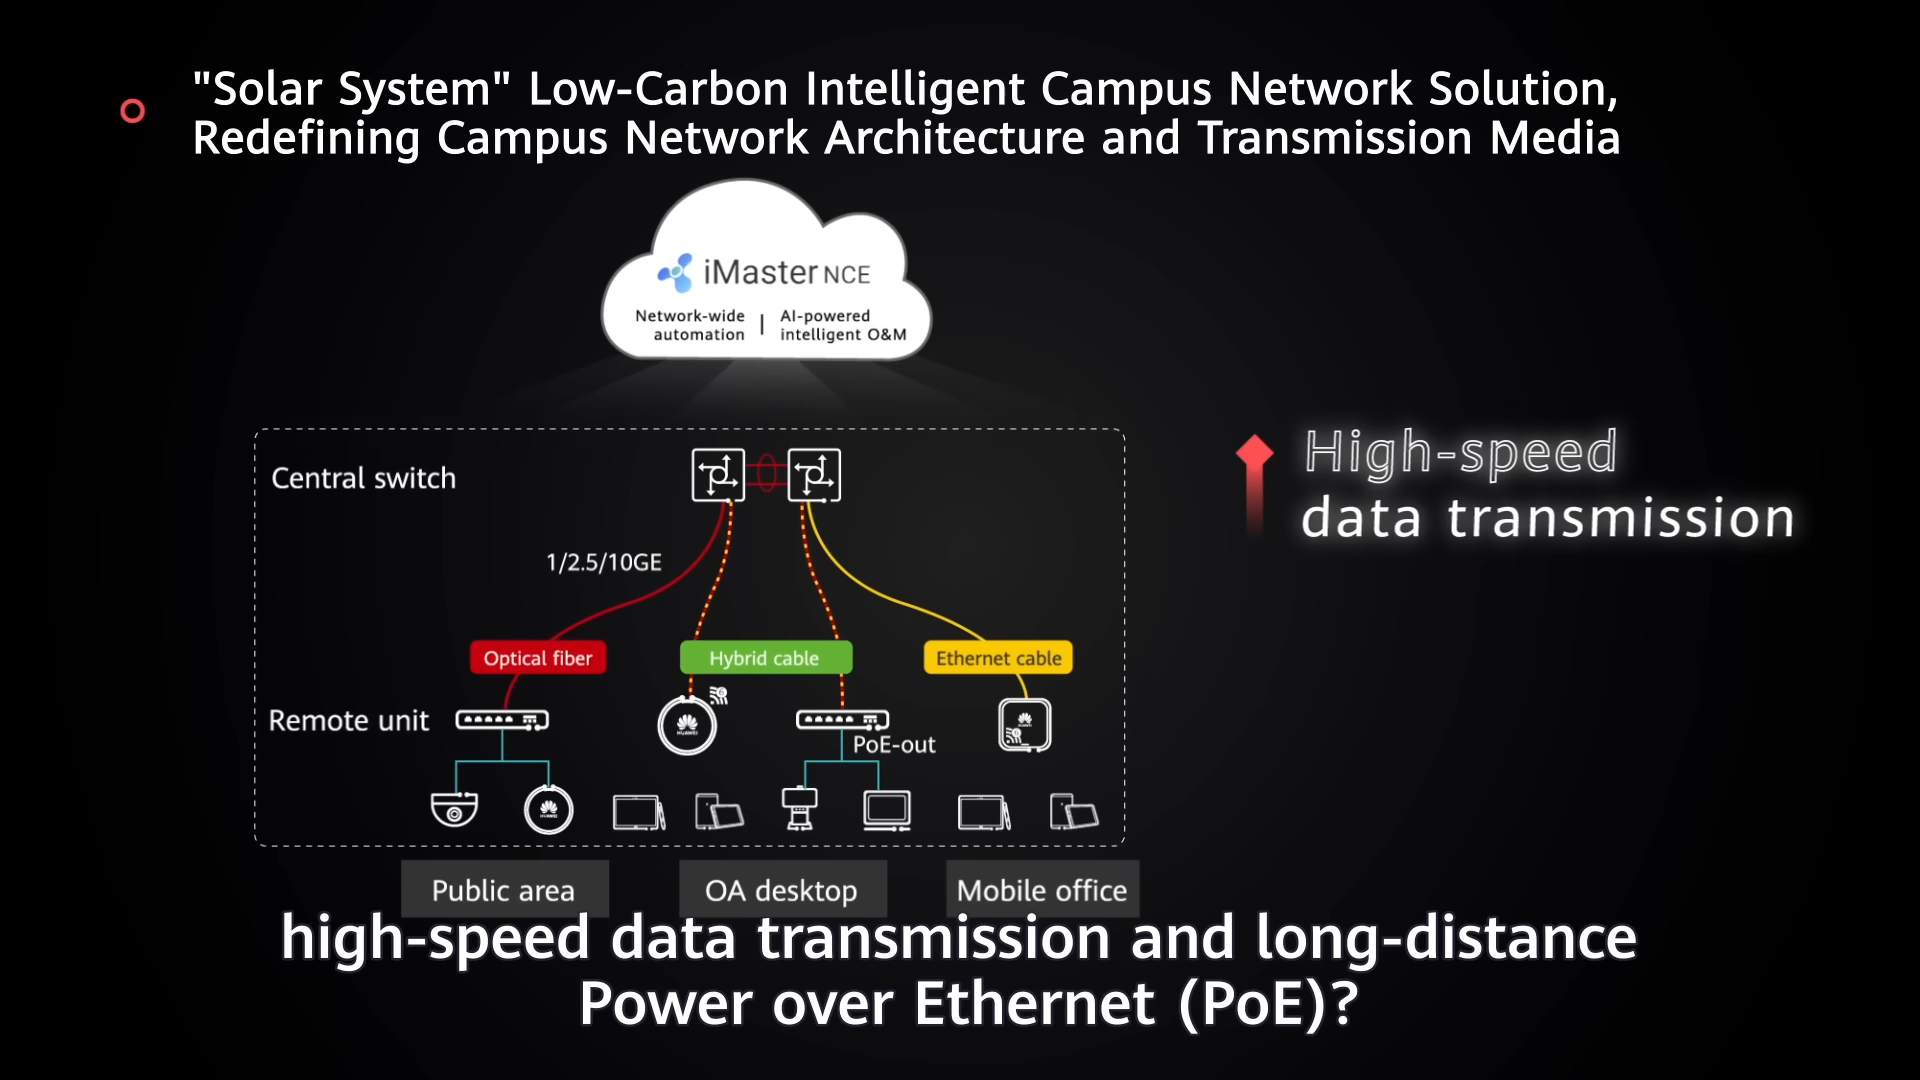 "Solar System" Low-Carbon Intelligent Campus Network Solution,
Redefining Campus Network Architecture and Transmission Media
iMaster NCE
Network-wide automation | AI-powered intelligent O&M
Central switch
High-speed
data transmission
1/2.5/10GE
Optical fiber
Hybrid cable
Ethernet cable
Remote unit
HUAWEI
PoE-out
HUAWEI
Public area
OA desktop
Mobile office
high-speed data transmission and long-distance
Power over Ethernet (PoE)?